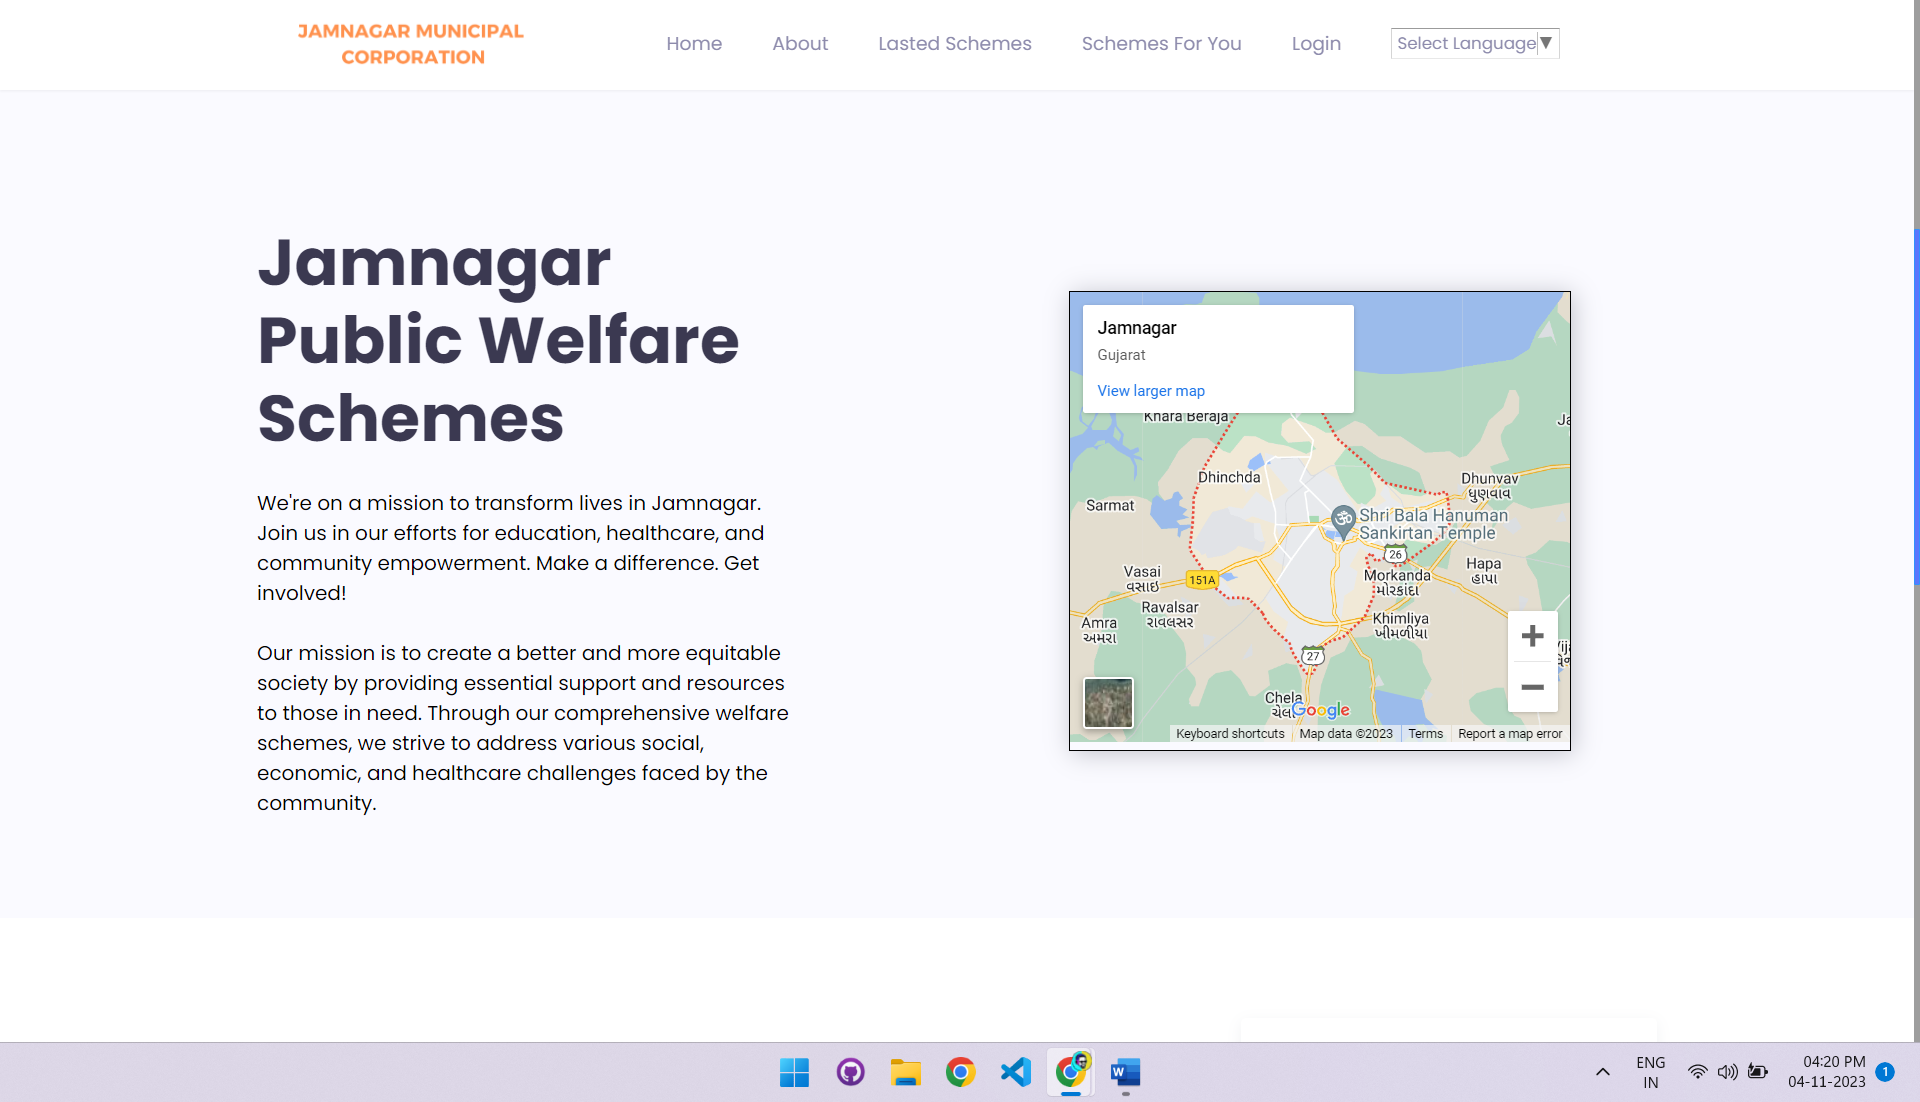 JAMNAGAR MUNICIPAL
CORPORATION
Home
About
Lasted Schemes
Schemes For You
Login
Select Language▼
Jamnagar
Public Welfare
Schemes
We're on a mission to transform lives in Jamnagar.
Join us in our efforts for education, healthcare, and
community empowerment. Make a difference. Get
involved!
Our mission is to create a better and more equitable
society by providing essential support and resources
to those in need. Through our comprehensive welfare
schemes, we strive to address various social,
economic, and healthcare challenges faced by the
community.
Jamnagar
Gujarat
View larger map
Khara Beraja
Dhinchda
Dhunvav
ધુણવાવ
Sarmat
Shri Bala Hanuman
Sankirtan Temple
26
Hapa
હાપા
Vasai
વસાઇ
151A
Morkanda
મોરકાંદા
Ravalsar
રાવલસર
Amra
અમરા
Khimliya
ખીમળીયા
27
Chela
Google
Keyboard shortcuts
Map data ©2023
Terms
Report a map error
ENG
IN
04:20 PM
04-11-2023
1